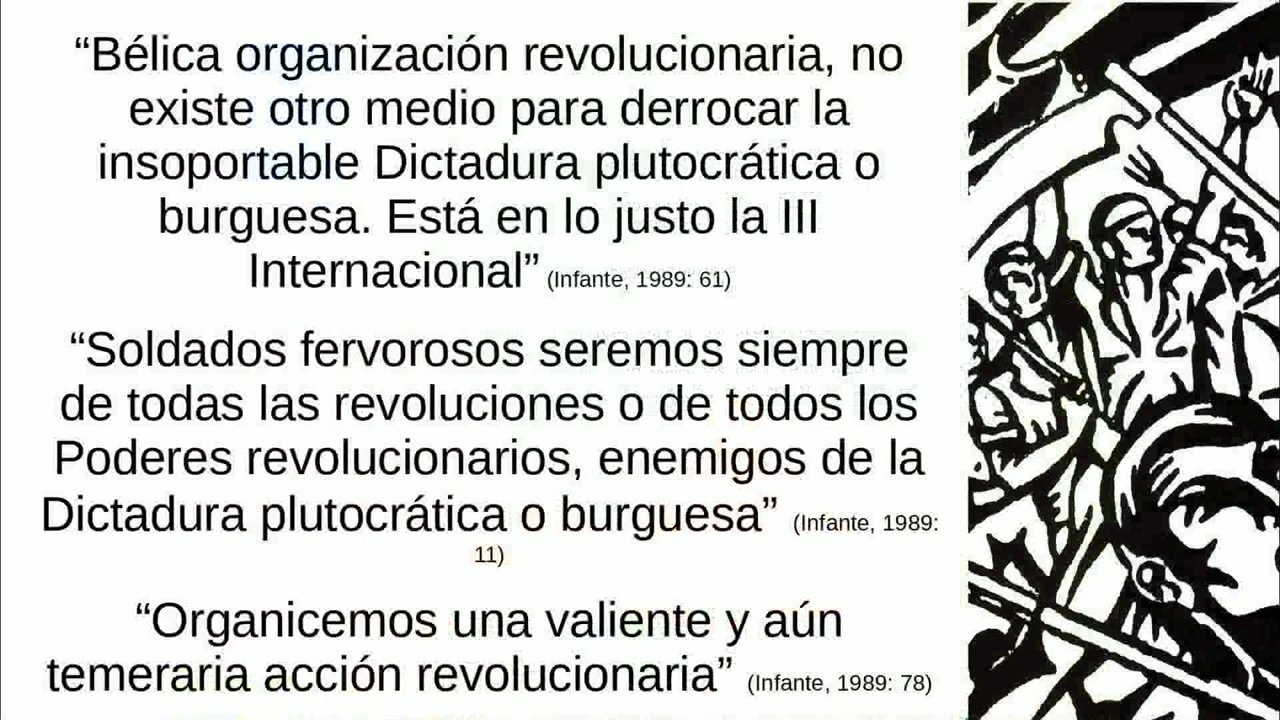 “Bélica organización revolucionaria, no
existe otro medio para derrocar la
insoportable Dictadura plutocrática o
burguesa. Está en lo justo la III
Internacional” (Infante, 1989: 61)
“Soldados fervorosos seremos siempre
de todas las revoluciones o de todos los
Poderes revolucionarios, enemigos de la
Dictadura plutocrática o burguesa” (Infante, 1989:
11)
“Organicemos una valiente y aún
temeraria acción revolucionaria” (Infante, 1989: 78)